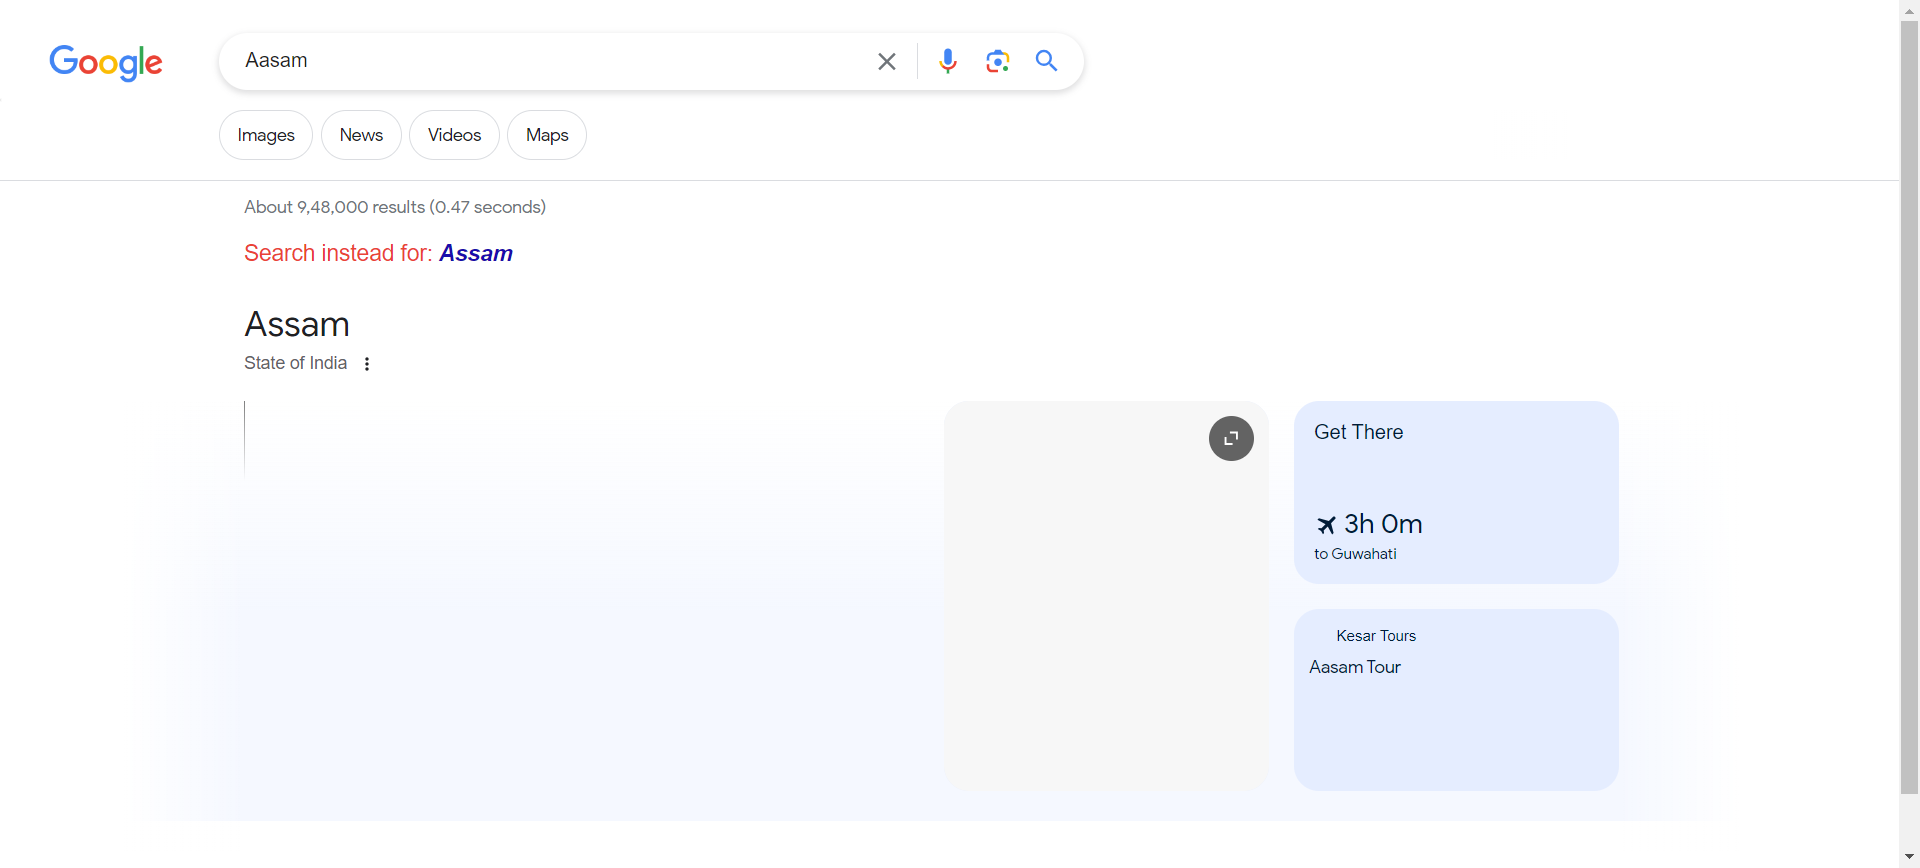 Google
Aasam
Images News Videos Maps
About 9,48,000 results (0.47 seconds)
Search instead for: Assam
Assam
State of India
Get There
3h 0m
to Guwahati
Kesar Tours
Aasam Tour